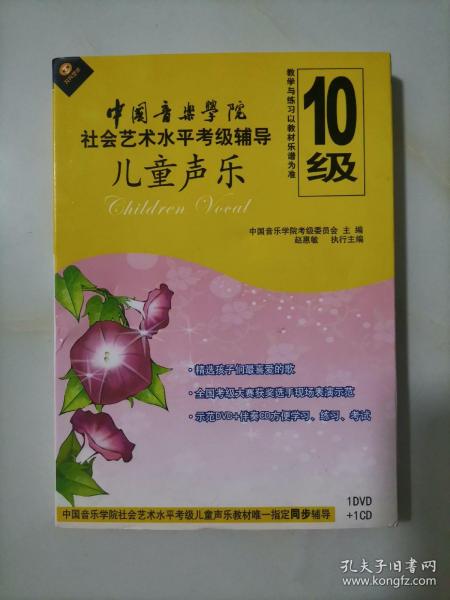 中国音乐学院
社会艺术水平考级辅导
儿童声乐
Children Vocal
教学与练习以教材乐谱为准
10
级
中国音乐学院考级委员会 主 编
赵惠敏 执行主编
·精选孩子们最喜爱的歌
·全国考级大赛获奖选手现场表演示范
·示范DVD+伴奏CD方便学习、练习、考试
1DVD
+1CD
中国音乐学院社会艺术水平考级儿童声乐教材唯一指定同步辅导
孔夫子旧书网
www.kongfz.com